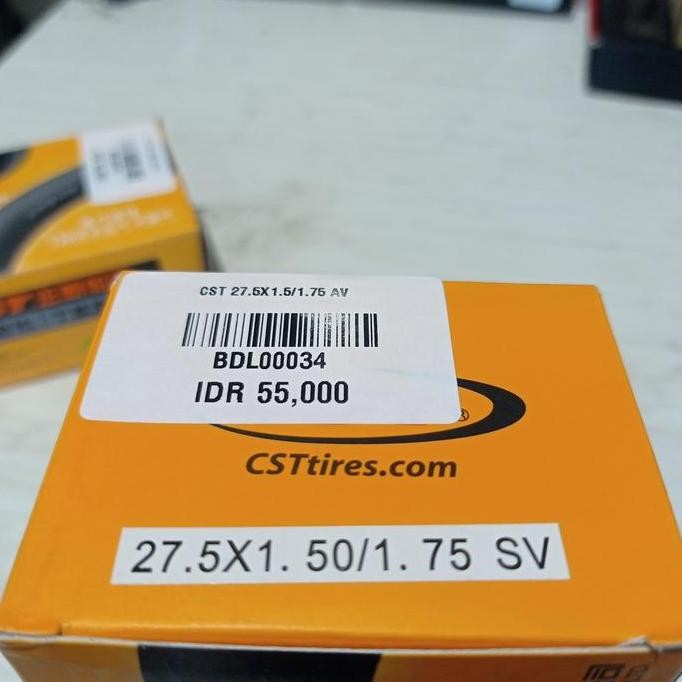 CST 27.5X1.5/1.75 AV
BDL00034
IDR 55,000
®
CSTtires.com
27.5X1.50/1.75 SV